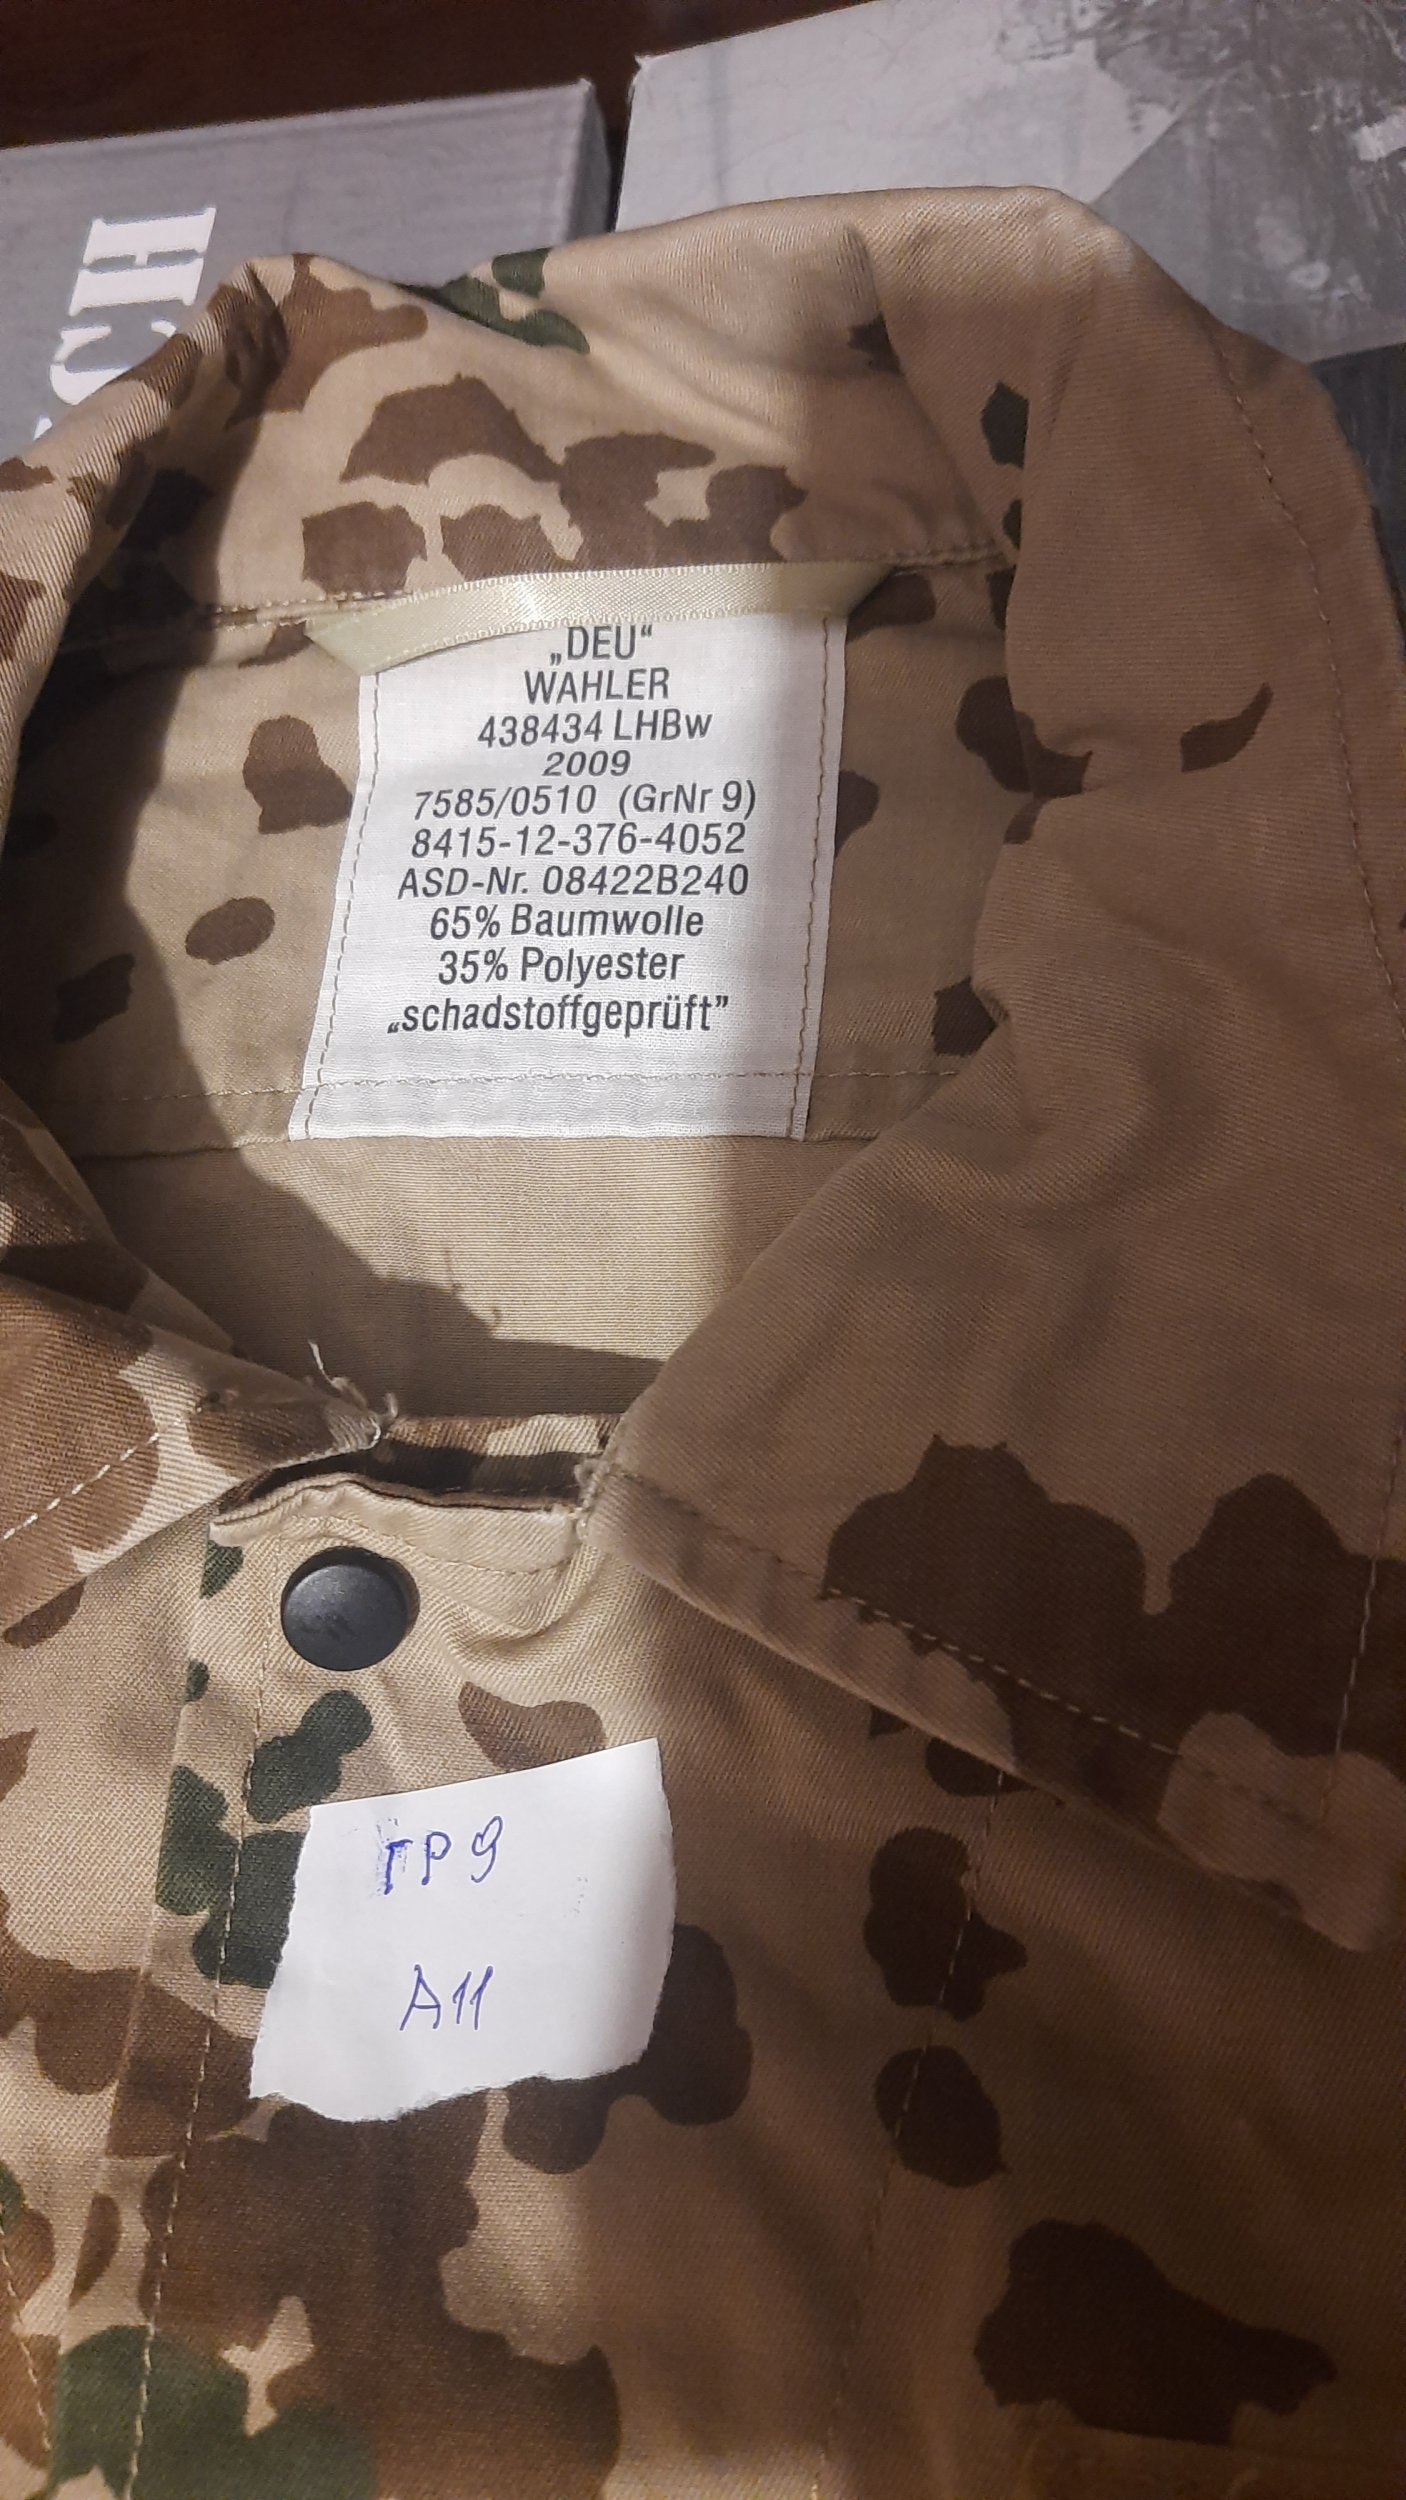 „DEU“
WAHLER
438434 LHBw
2009
7585/0510 (GrNr 9)
8415-12-376-4052
ASD-Nr. 08422B240
65% Baumwolle
35% Polyester
„schadstoffgeprüft”
ГР 9
А11